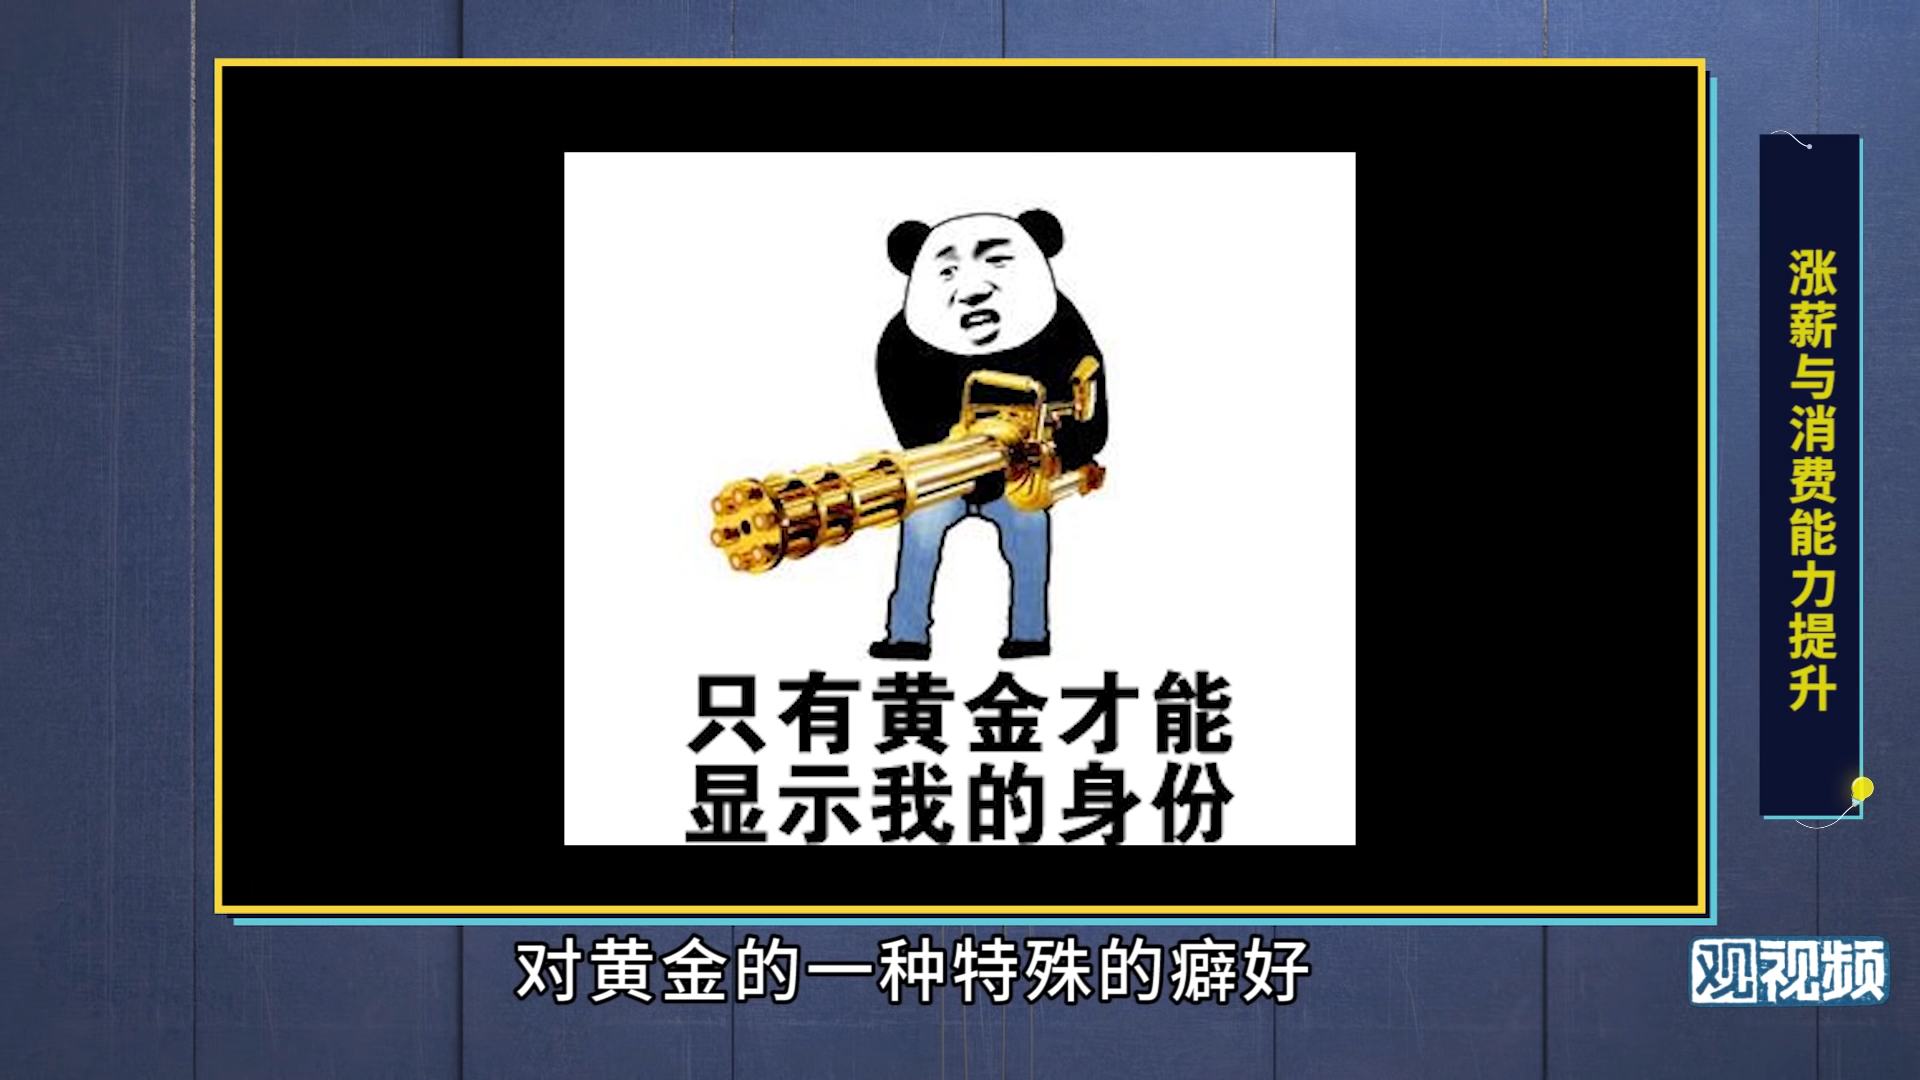 只有黄金才能
显示我的身份
涨薪与消费能力提升
对黄金的一种特殊的癖好
观视频